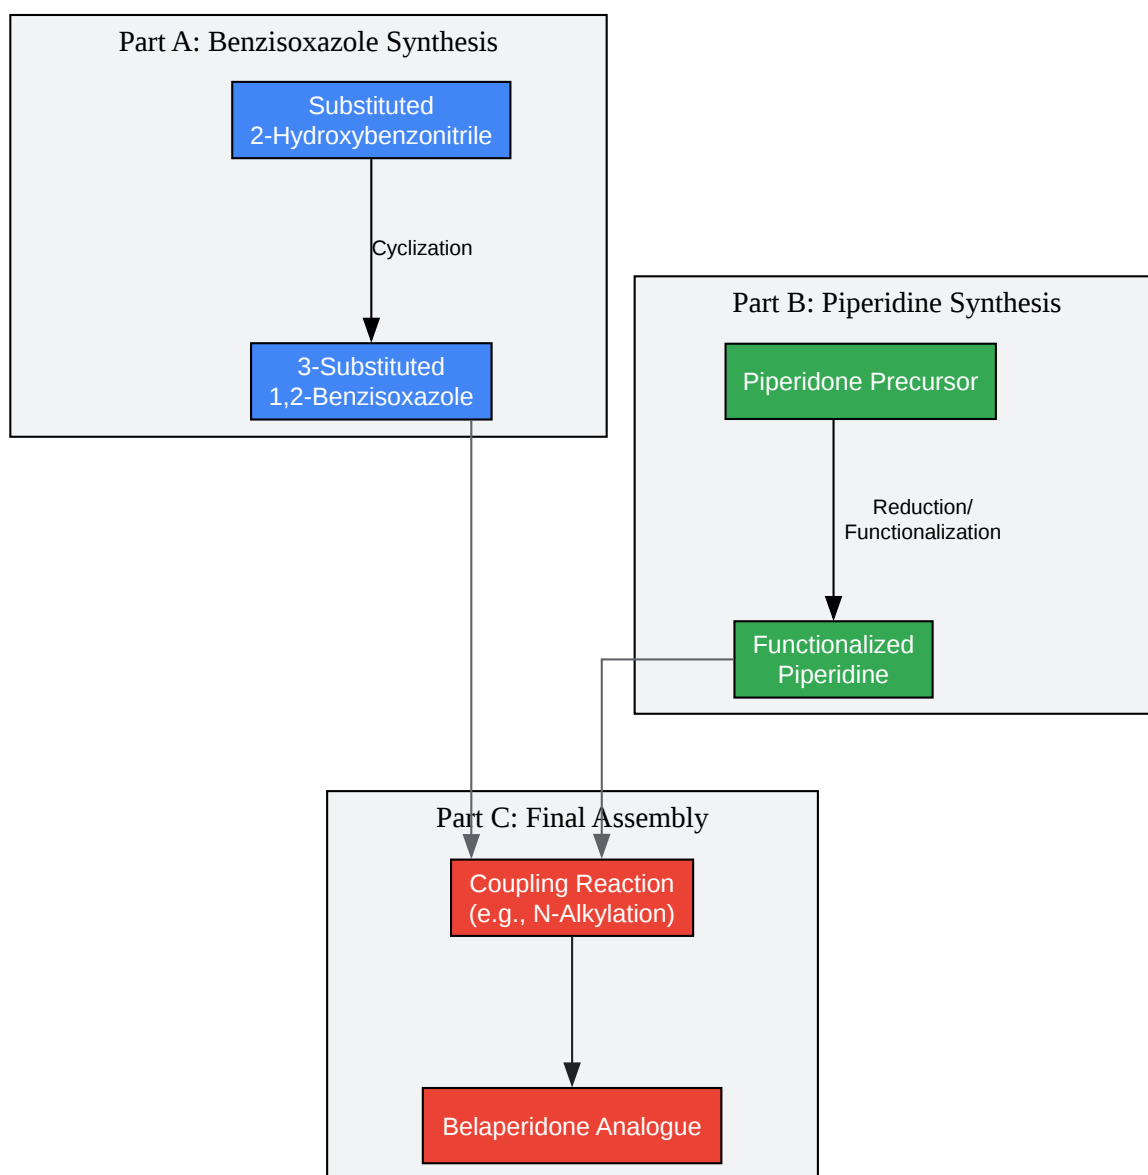 Part A: Benzisoxazole Synthesis
Substituted
2-Hydroxybenzonitrile
Cyclization
3-Substituted
1,2-Benzisoxazole
Part B: Piperidine Synthesis
Piperidone Precursor
Reduction/
Functionalization
Functionalized
Piperidine
Part C: Final Assembly
Coupling Reaction
(e.g., N-Alkylation)
Belaperidone Analogue